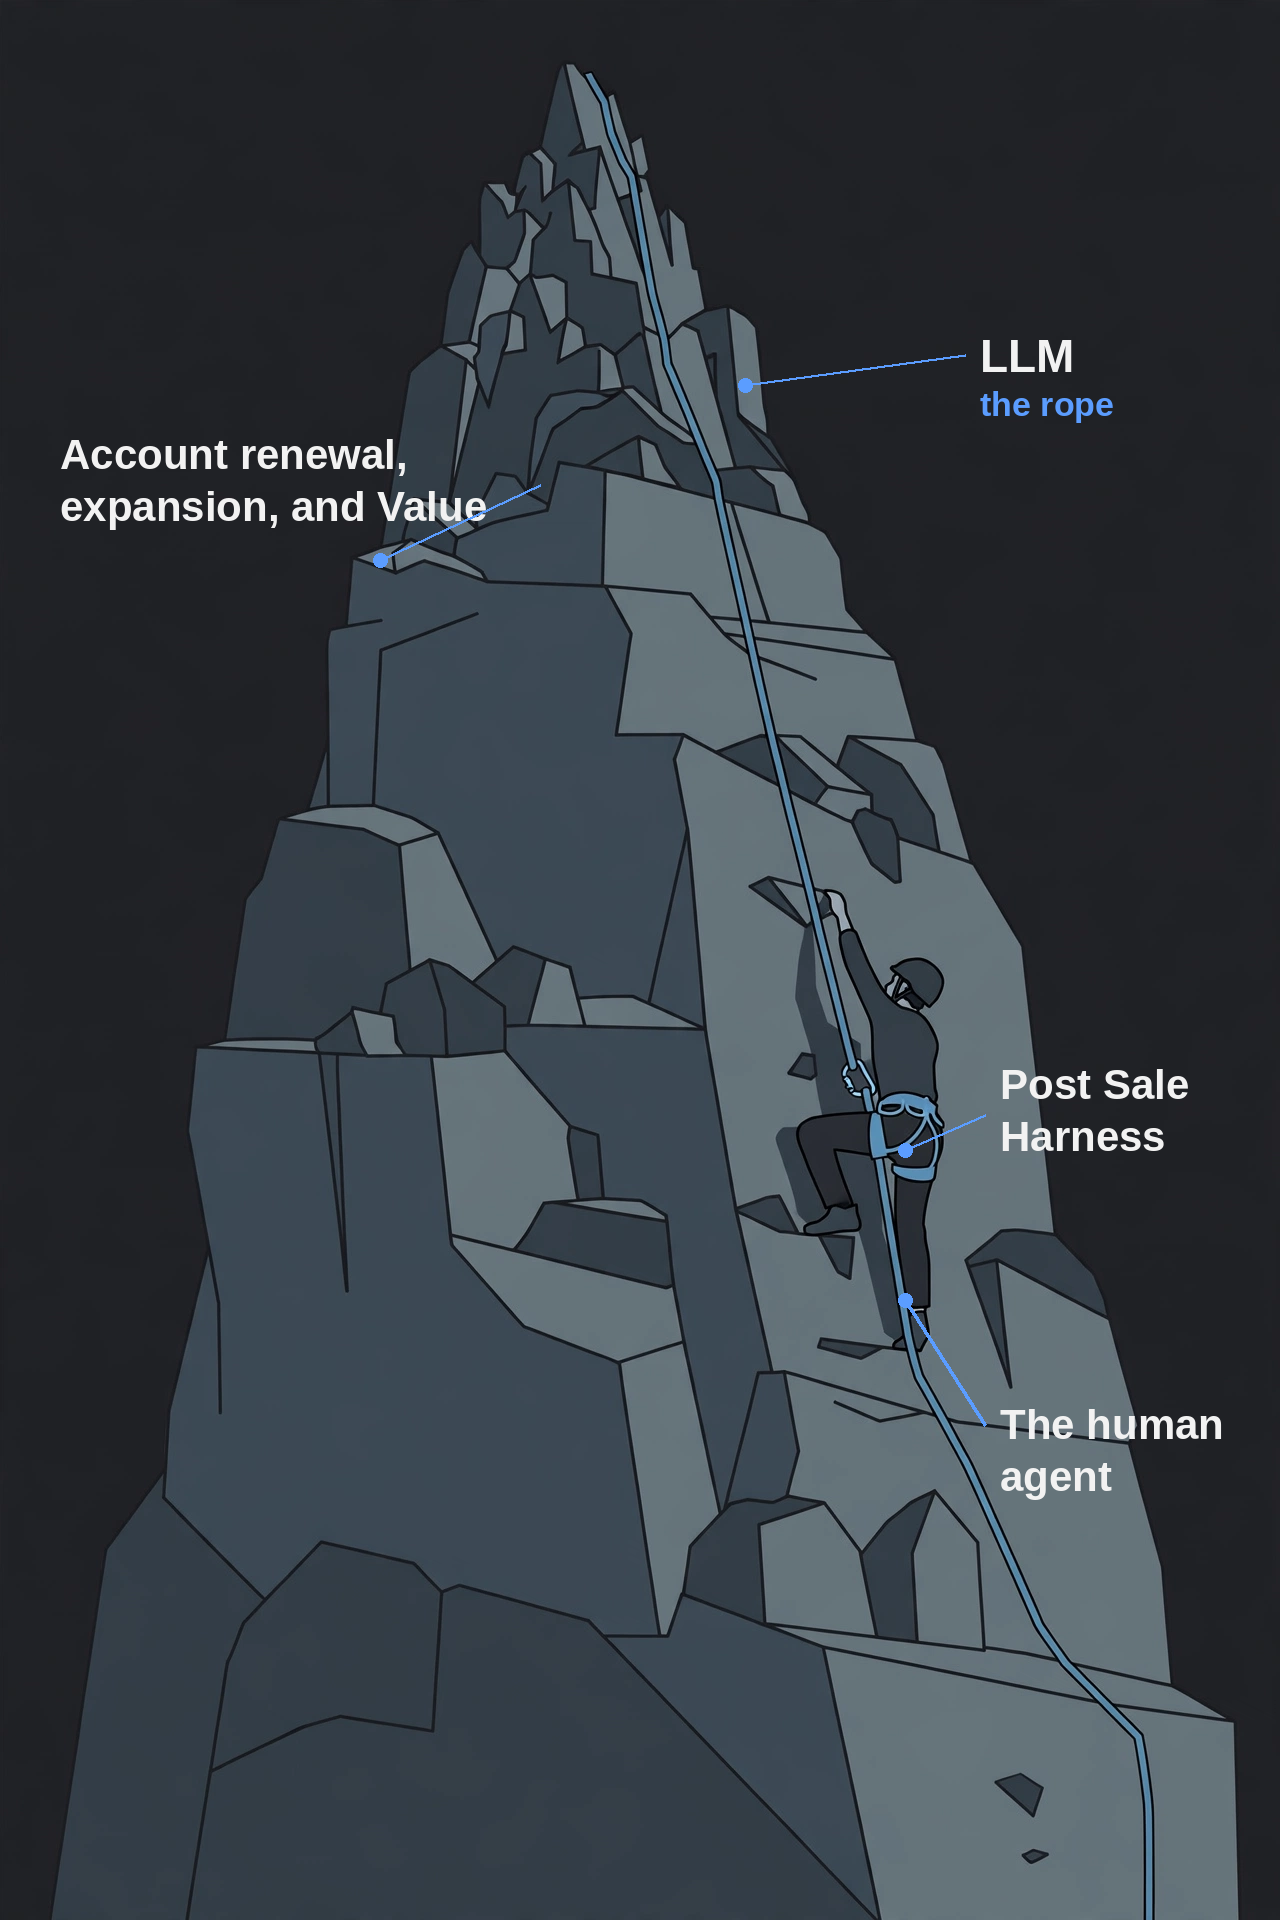 LLM
the rope
Account renewal,
expansion, and Value
Post Sale
Harness
The human
agent